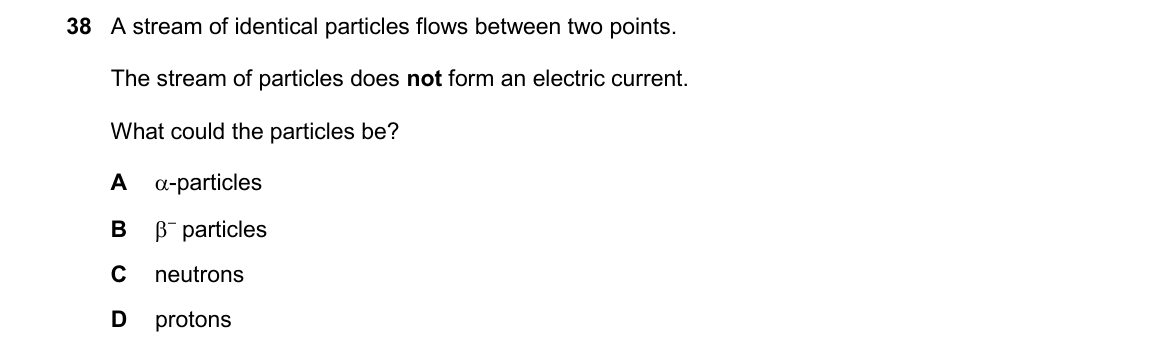 38 A stream of identical particles flows between two points.
The stream of particles does not form an electric current.
What could the particles be?
A α-particles
B β⁻ particles
C neutrons
D protons